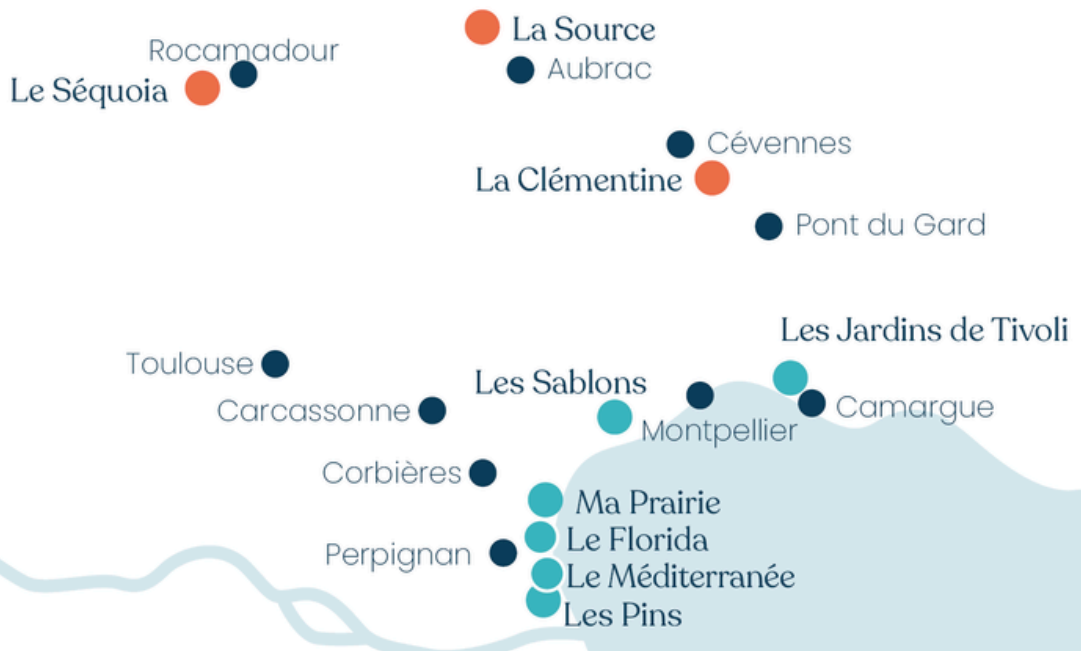 La Source
Rocamadour
Aubrac
Le Séquoia
Cévennes
La Clémentine
Pont du Gard
Les Jardins de Tivoli
Toulouse
Les Sablons
Carcassonne
Camargue
Montpellier
Corbières
Ma Prairie
Le Florida
Perpignan
Le Méditerranée
Les Pins